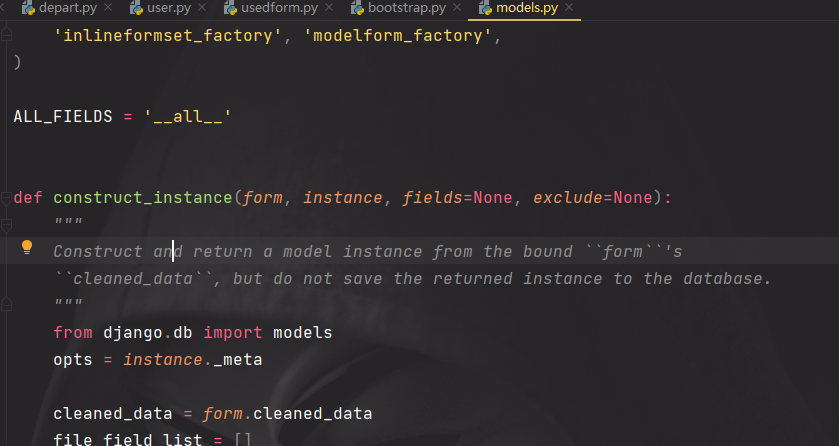 depart.py user.py usedform.py bootstrap.py models.py
'inlineformset_factory', 'modelform_factory',
)
ALL_FIELDS = '__all__'
def construct_instance(form, instance, fields=None, exclude=None):
"""
Construct and return a model instance from the bound ``form``'s
``cleaned_data``, but do not save the returned instance to the database.
"""
from django.db import models
opts = instance._meta
cleaned_data = form.cleaned_data
file_field_list = []